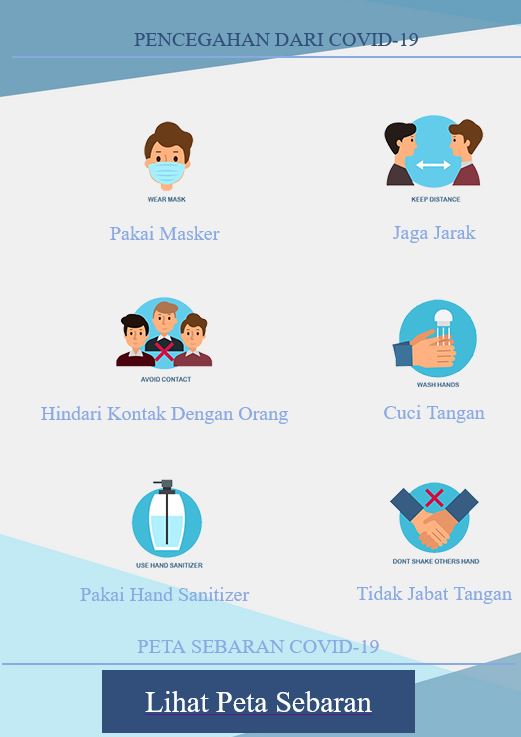 PENCEGAHAN DARI COVID-19
WEAR MASK
Pakai Masker
KEEP DISTANCE
Jaga Jarak
AVOID CONTACT
Hindari Kontak Dengan Orang
WASH HANDS
Cuci Tangan
USE HAND SANITIZER
Pakai Hand Sanitizer
DONT SHAKE OTHERS HAND
Tidak Jabat Tangan
PETA SEBARAN COVID-19
Lihat Peta Sebaran